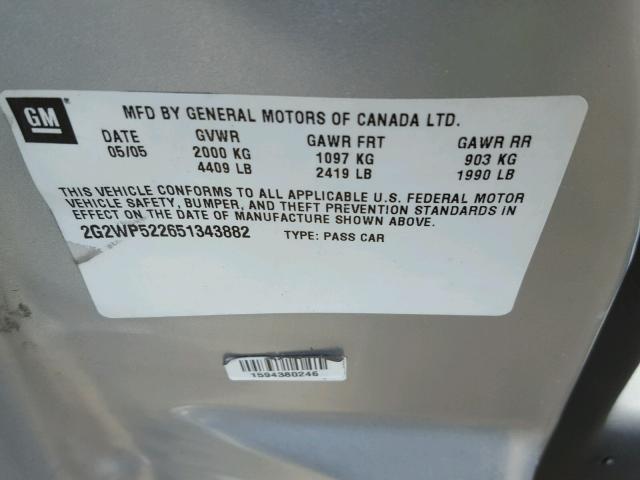 GM
MFD BY GENERAL MOTORS OF CANADA LTD.
DATE GVWR GAWR FRT GAWR RR
05/05 2000 KG 1097 KG 903 KG
4409 LB 2419 LB 1990 LB
THIS VEHICLE CONFORMS TO ALL APPLICABLE U.S. FEDERAL MOTOR
VEHICLE SAFETY, BUMPER, AND THEFT PREVENTION STANDARDS IN
EFFECT ON THE DATE OF MANUFACTURE SHOWN ABOVE.
2G2WP522651343882 TYPE: PASS CAR
1594380246